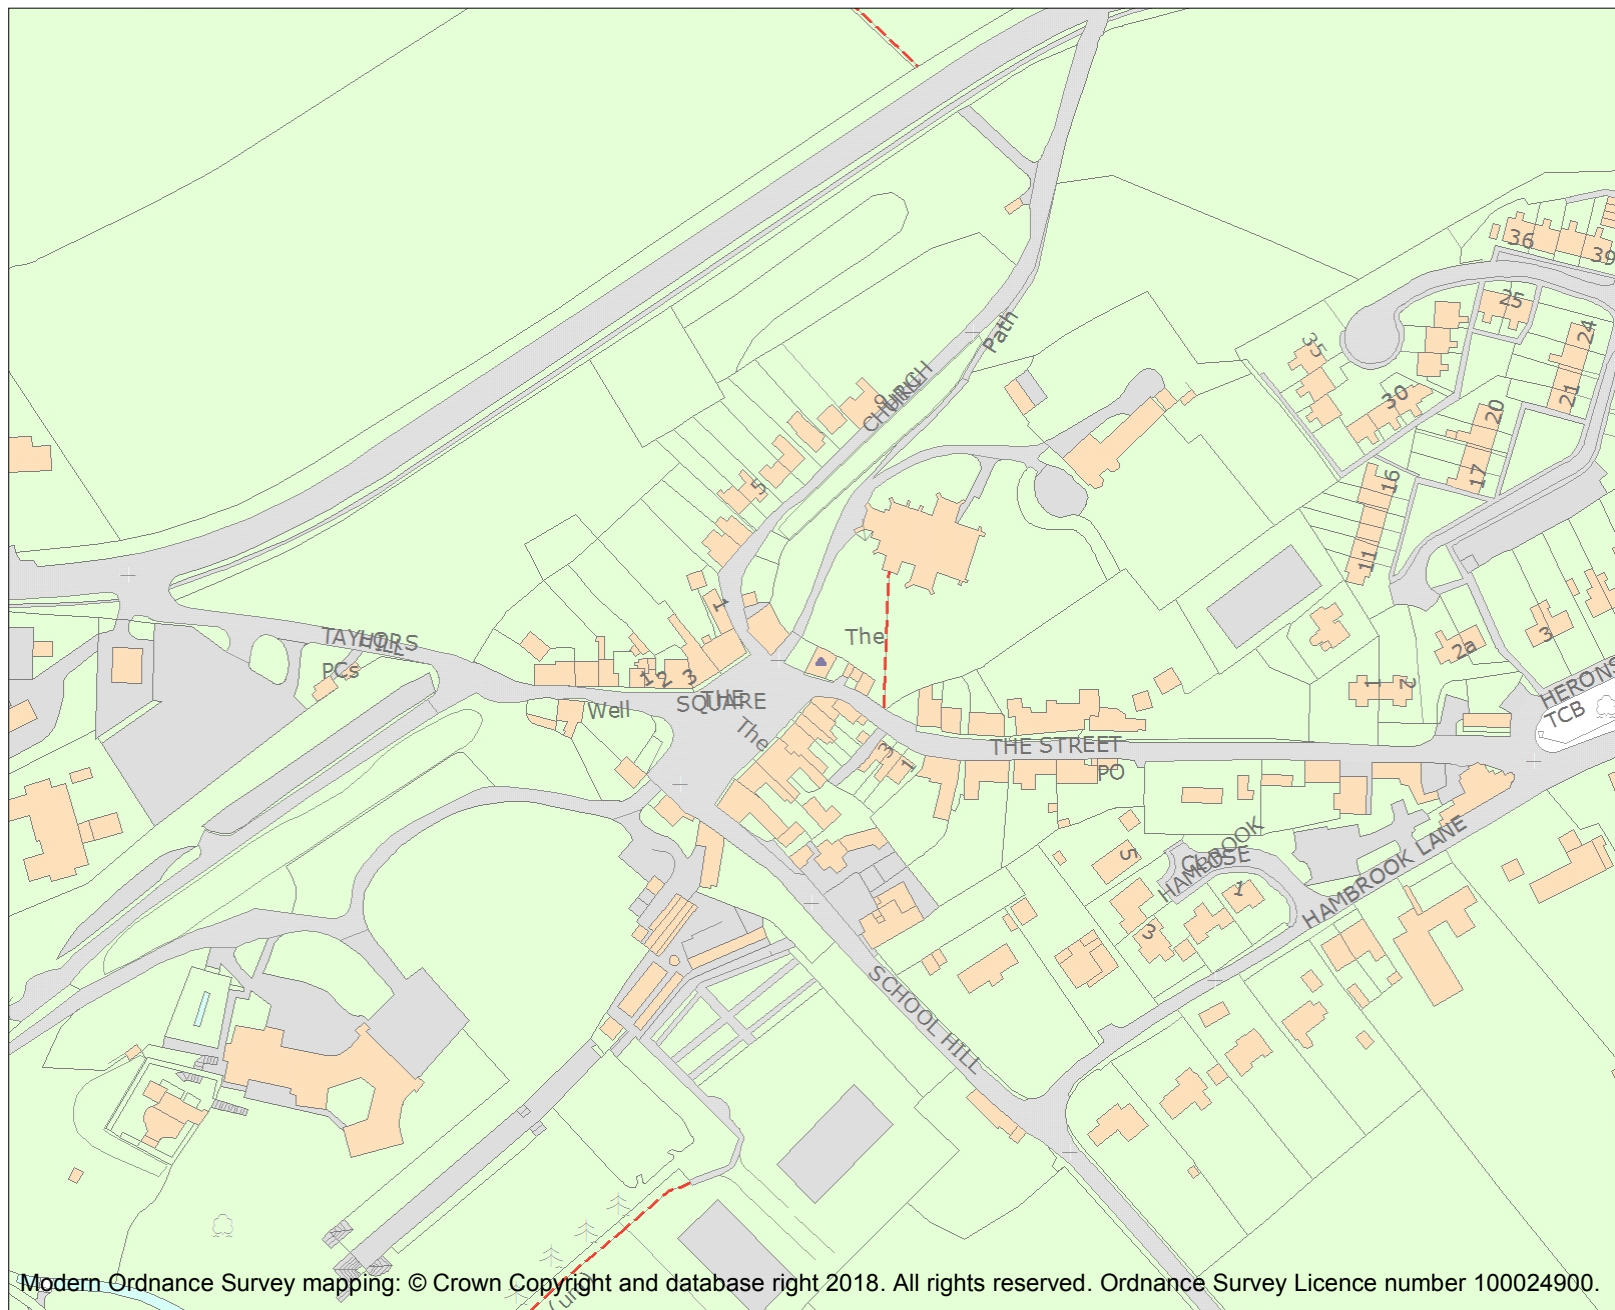 36
39
25
24
35
Path
21
30
CHURCH
HILL
9
20
17
16
5
11
1
3
2a
The
TAYLORS
HILL
PCs
1 2 3
1
2
HERONS
TCB
THE
SQUARE
Well
The
THE STREET
3
1
PO
HAMBROOK
CLOSE
5
1
3
HAMBROOK LANE
SCHOOL HILL
(um)
Modern Ordnance Survey mapping: © Crown Copyright and database right 2018. All rights reserved. Ordnance Survey Licence number 100024900.